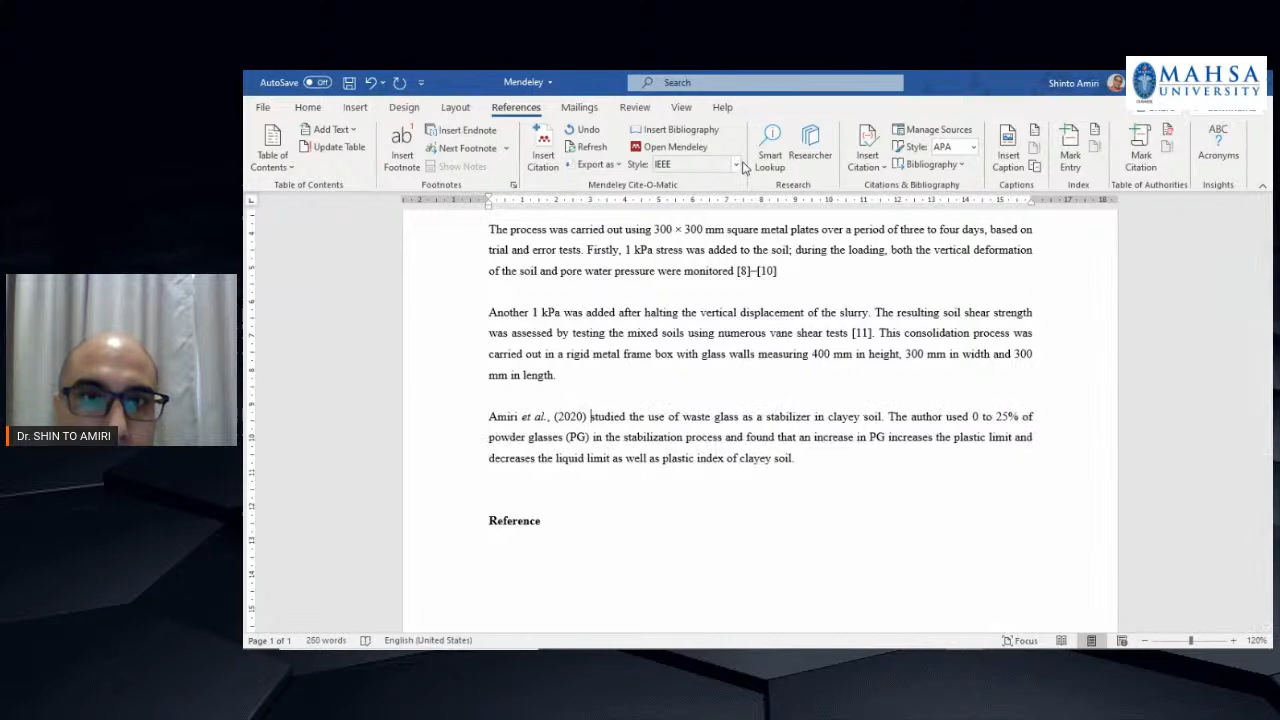 MAHSA
UNIVERSITY
AutoSave Off
Mendeley
Search
Shinto Amiri
File Home Insert Design Layout References Mailings Review View Help
Table of Contents
Add Text
Update Table
Table of Contents
ab
Insert Footnote
Insert Endnote
Next Footnote
Show Notes
Footnotes
Insert Citation
Undo
Refresh
Export as
Insert Bibliography
Open Mendeley
Style: IEEE
Mendeley Cite-O-Matic
Smart Lookup
Researcher
Research
Insert Citation
Manage Sources
Style: APA
Bibliography
Citations & Bibliography
Insert Caption
Captions
Mark Entry
Index
Mark Citation
Table of Authorities
ABC
?
Acronyms
Insights
The process was carried out using 300 × 300 mm square metal plates over a period of three to four days, based on
trial and error tests. Firstly, 1 kPa stress was added to the soil; during the loading, both the vertical deformation
of the soil and pore water pressure were monitored [8]–[10]
Another 1 kPa was added after halting the vertical displacement of the slurry. The resulting soil shear strength
was assessed by testing the mixed soils using numerous vane shear tests [11]. This consolidation process was
carried out in a rigid metal frame box with glass walls measuring 400 mm in height, 300 mm in width and 300
mm in length.
Amiri et al., (2020) studied the use of waste glass as a stabilizer in clayey soil. The author used 0 to 25% of
powder glasses (PG) in the stabilization process and found that an increase in PG increases the plastic limit and
decreases the liquid limit as well as plastic index of clayey soil.
Reference
Dr. SHIN TO AMIRI
Page 1 of 1 250 words English (United States) Focus 120%